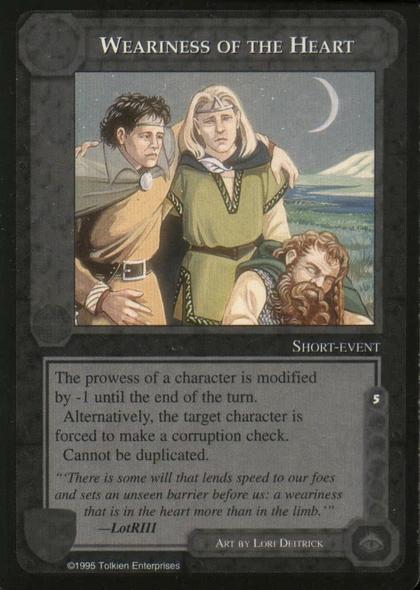 WEARINESS OF THE HEART
SHORT-EVENT
The prowess of a character is modified
by -1 until the end of the turn.
Alternatively, the target character is
forced to make a corruption check.
Cannot be duplicated.
5
“‘There is some will that lends speed to our foes
and sets an unseen barrier before us: a weariness
that is in the heart more than in the limb.’”
—LotRIII
ART BY LORI DEITRICK
©1995 Tolkien Enterprises